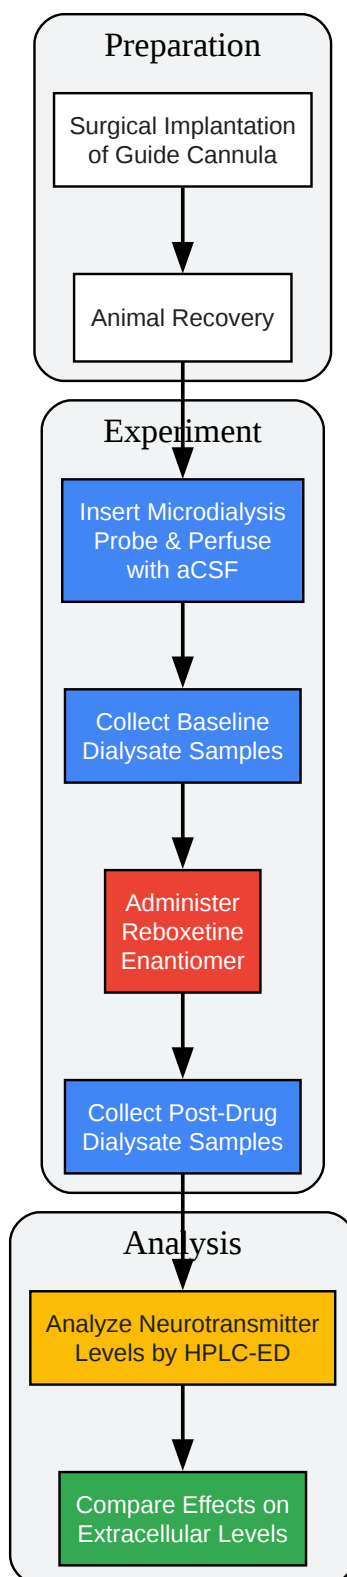 Preparation
Surgical Implantation
of Guide Cannula
Animal Recovery
Experiment
Insert Microdialysis
Probe & Perfuse
with aCSF
Collect Baseline
Dialysate Samples
Administer
Reboxetine
Enantiomer
Collect Post-Drug
Dialysate Samples
Analysis
Analyze Neurotransmitter
Levels by HPLC-ED
Compare Effects on
Extracellular Levels